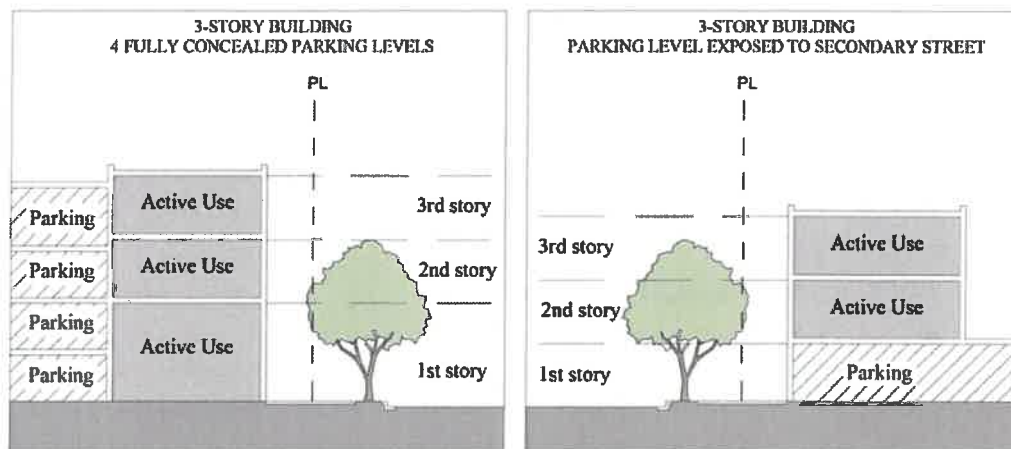 3-STORY BUILDING
4 FULLY CONCEALED PARKING LEVELS
PL
Active Use
3rd story
Parking
Active Use
2nd story
Parking
Parking
Active Use
1st story
Parking
3-STORY BUILDING
PARKING LEVEL EXPOSED TO SECONDARY STREET
PL
3rd story
Active Use
2nd story
Active Use
1st story
Parking